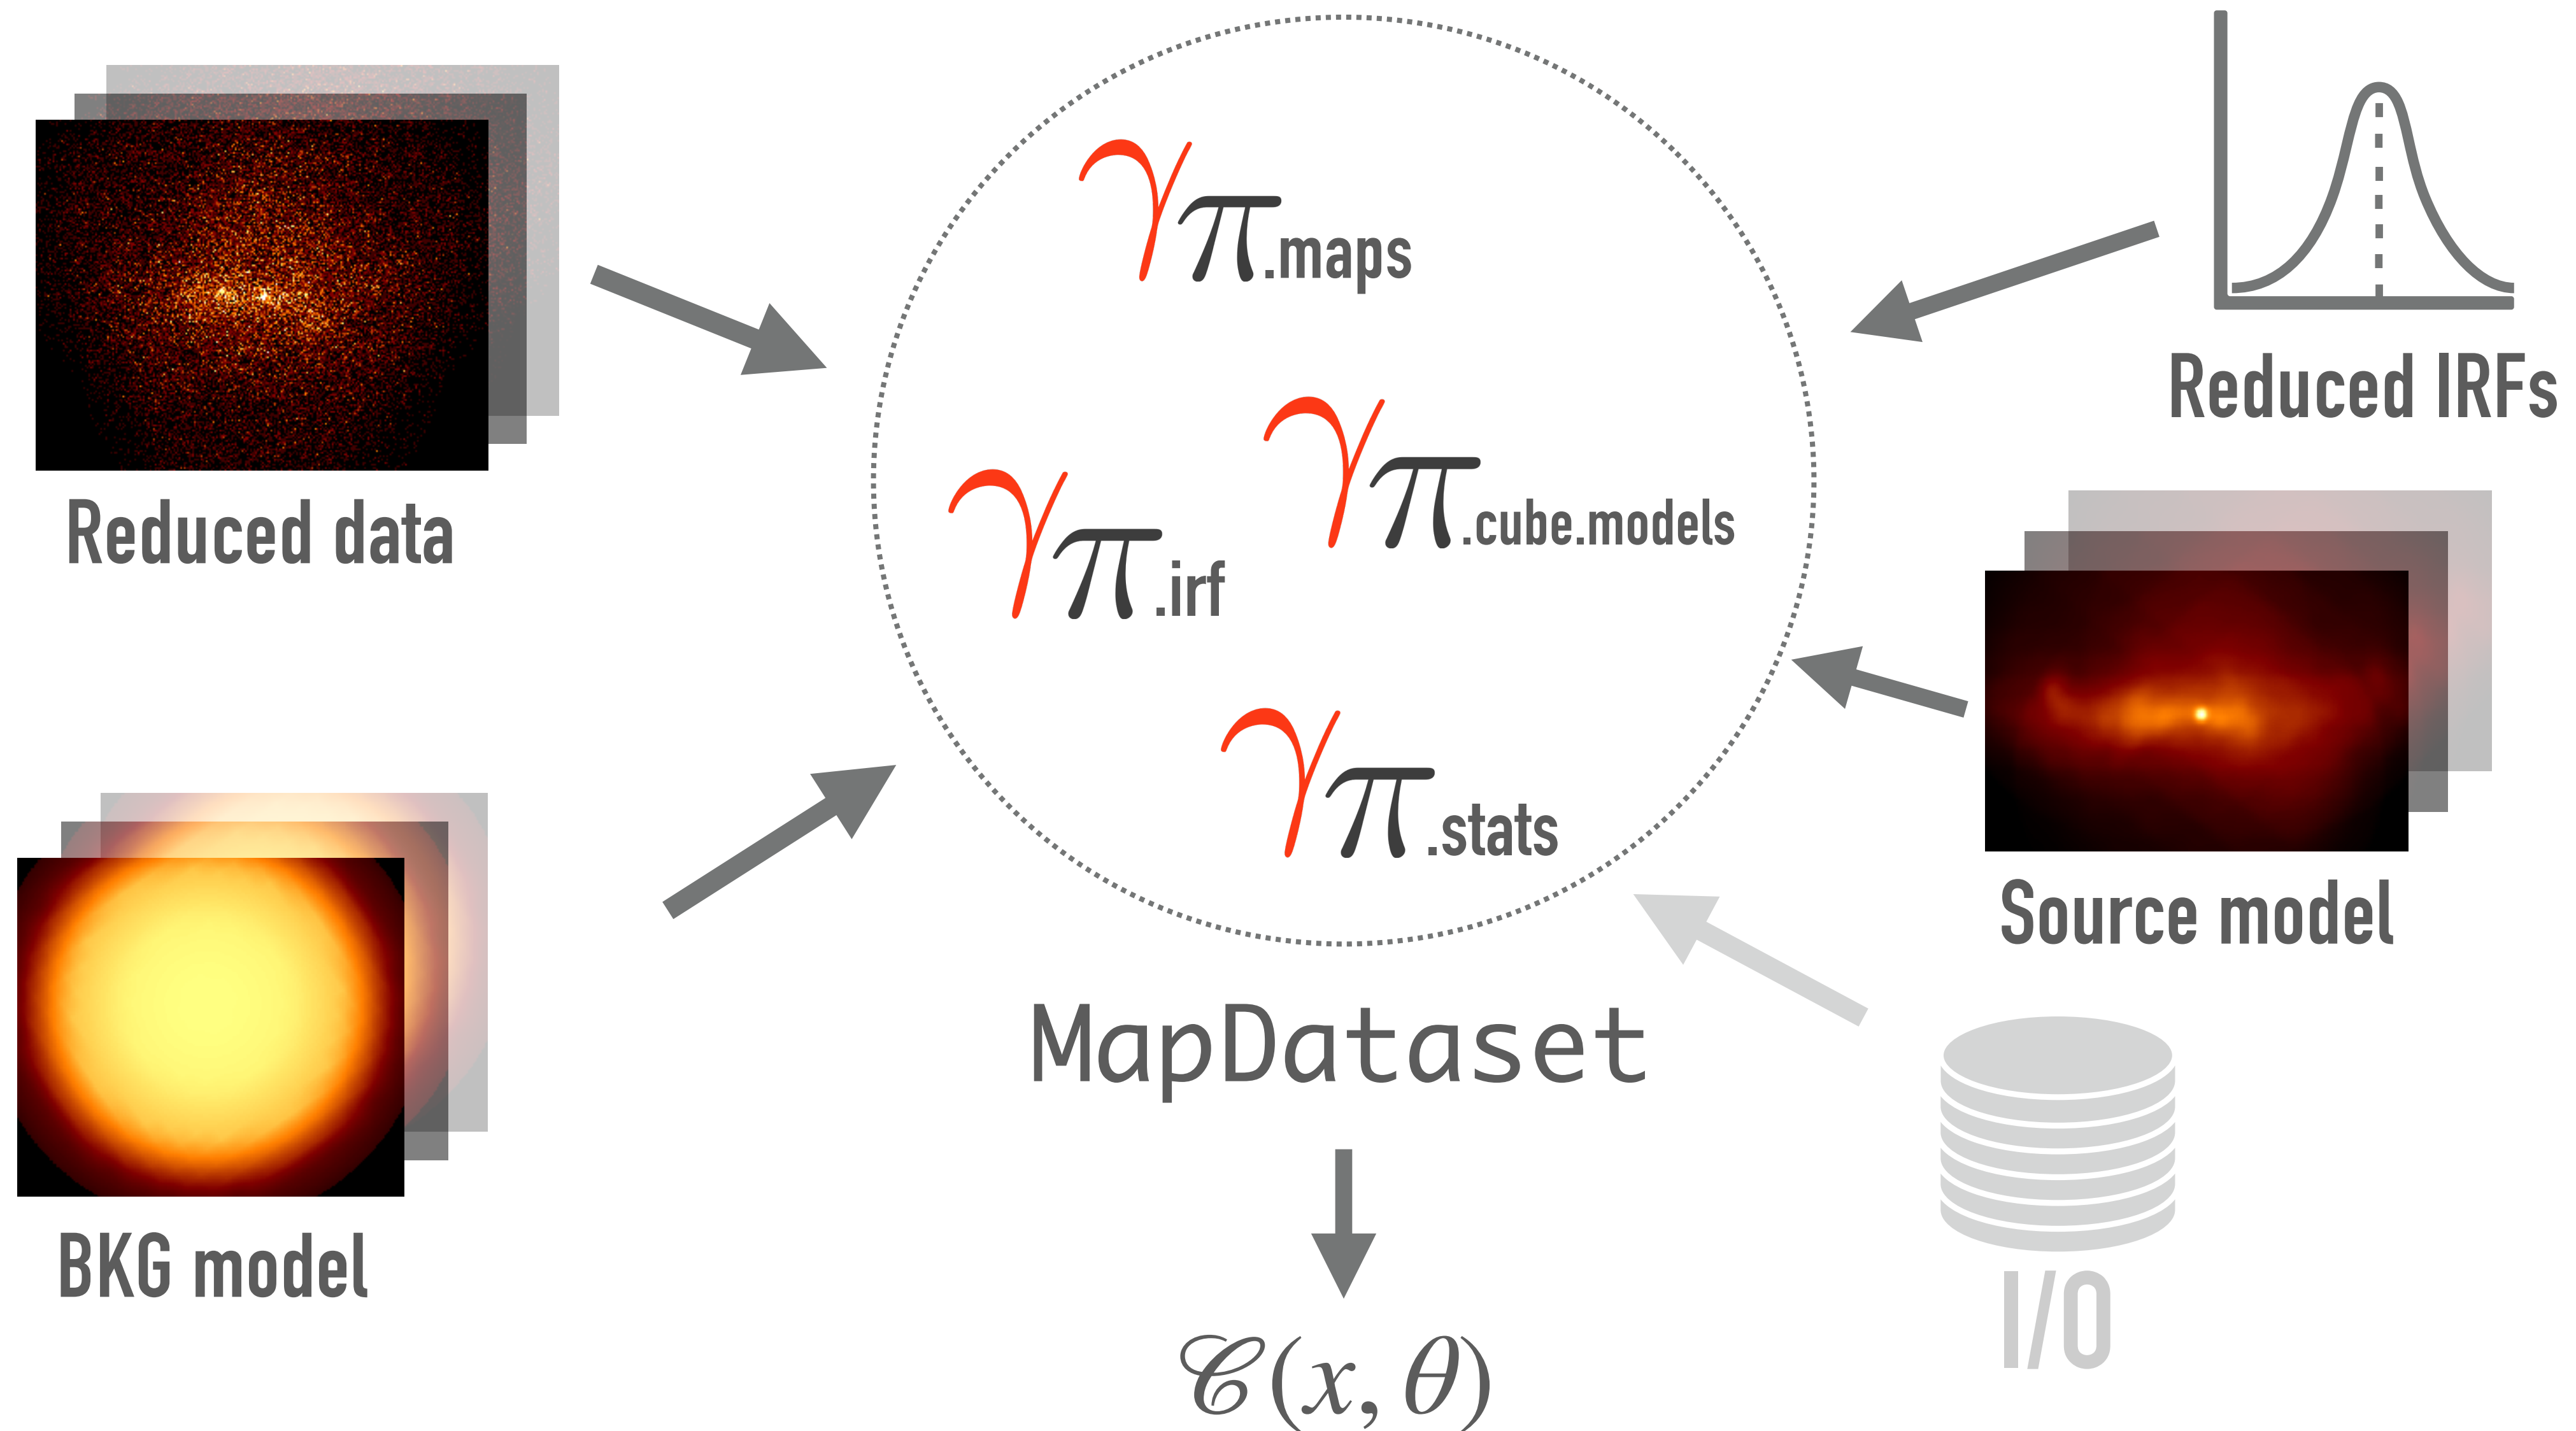 γπ.maps
Reduced IRFs
Reduced data
γπ.cube.models
γπ.irf
γπ.stats
Source model
MapDataset
BKG model
I/O
𝒞(x, θ)